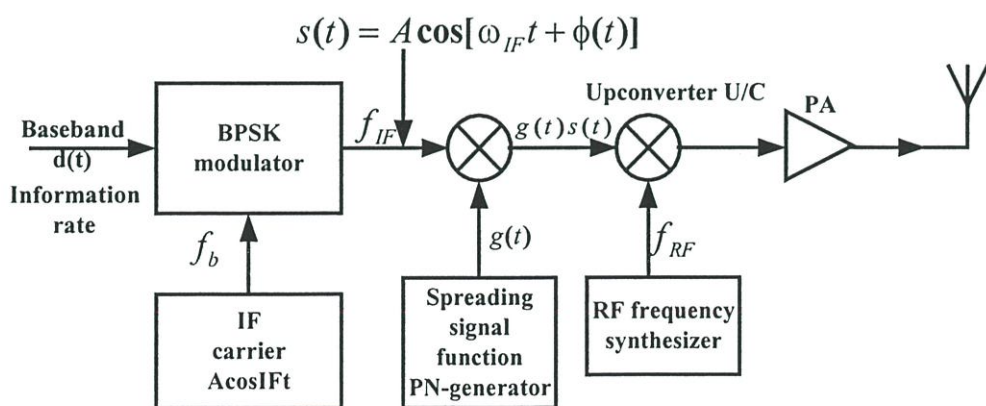 s(t) = A cos[ω_IF t + ϕ(t)]
Upconverter U/C
PA
Baseband
d(t)
Information
rate
BPSK
modulator
f_IF
g(t)s(t)
f_b
g(t)
f_RF
IF
carrier
AcosIFt
Spreading
signal
function
PN-generator
RF frequency
synthesizer